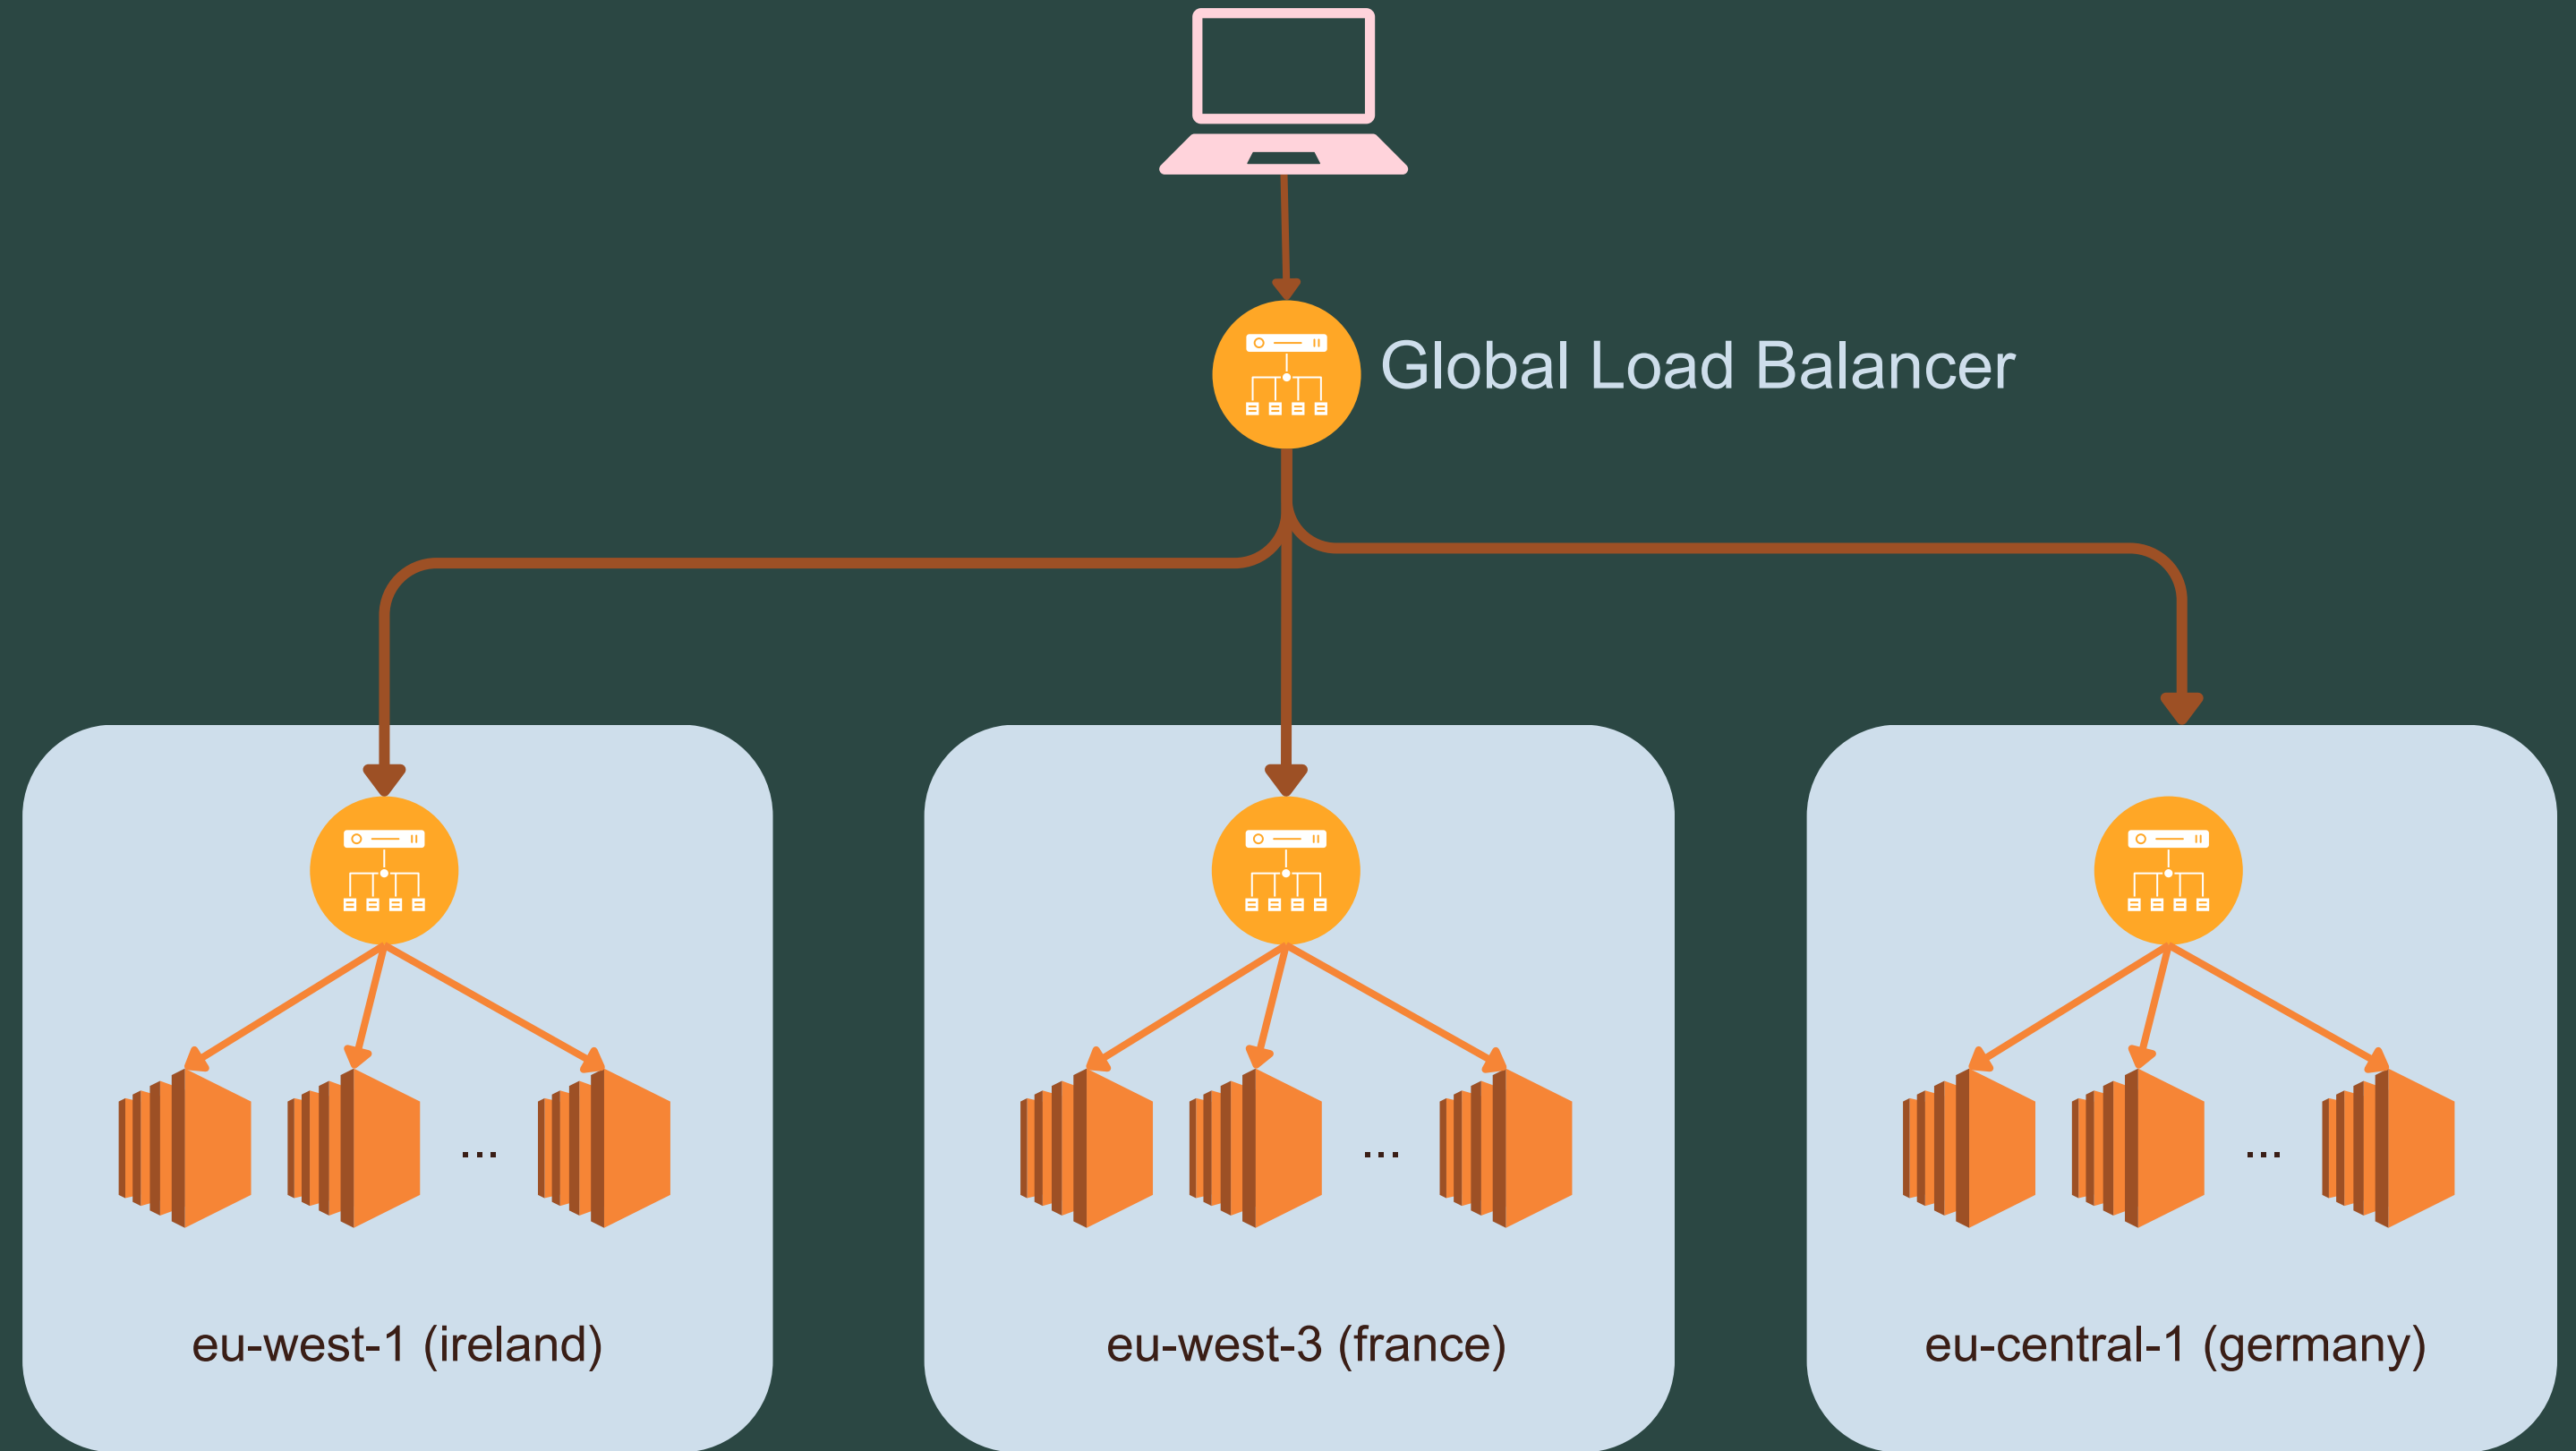 Global Load Balancer
...
...
...
eu-west-1 (ireland)
eu-west-3 (france)
eu-central-1 (germany)